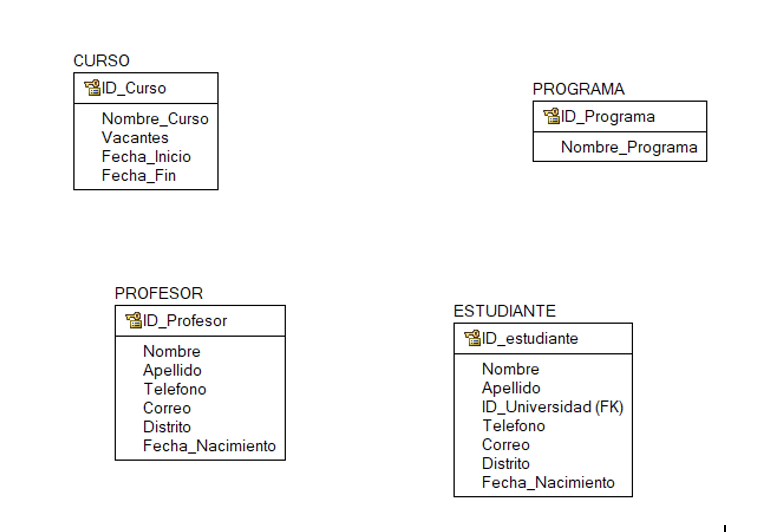 CURSO
ID_Curso
Nombre_Curso
Vacantes
Fecha_Inicio
Fecha_Fin
PROGRAMA
ID_Programa
Nombre_Programa
PROFESOR
ID_Profesor
Nombre
Apellido
Telefono
Correo
Distrito
Fecha_Nacimiento
ESTUDIANTE
ID_estudiante
Nombre
Apellido
ID_Universidad (FK)
Telefono
Correo
Distrito
Fecha_Nacimiento